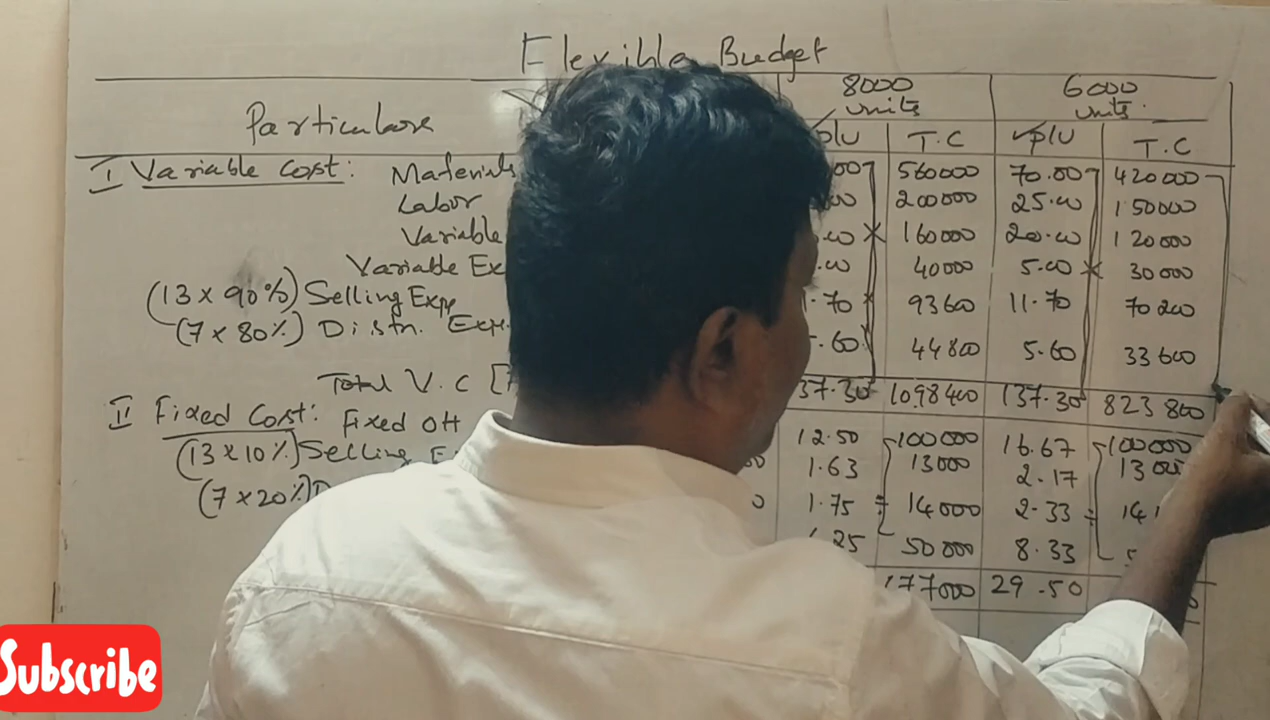 Flexible Budget
Particulars 8000 units 6000 units.
P/U T.C P/U T.C
I Variable Cost: Materials 560000 70.00 420000
Labor 200000 25.00 150000
Variable 160000 20.00 120000
Variable 40000 5.00 30000
(13 x 90%) Selling Exp 93600 11.70 70200
(7 x 80%) Distn. Exp. 44800 5.60 33600
Total V.C 1098400 137.30 823800
II Fixed Cost: Fixed OH 12.50 100000 16.67 100000
(13 x 10%) Selling 1.63 13000 2.17
(7 x 20%) 1.75 14000 2.33
50000 8.33
177000 29.50
Subscribe